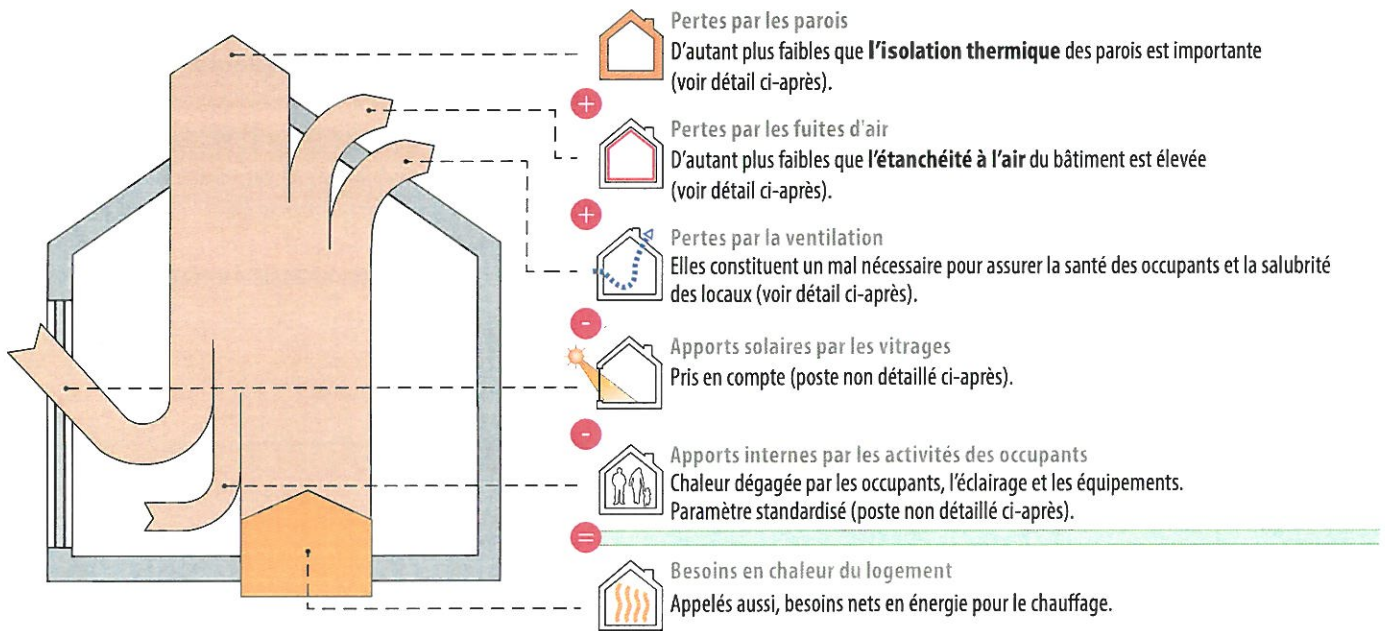 Pertes par les parois
D'autant plus faibles que l'isolation thermique des parois est importante
(voir détail ci-après).
+
Pertes par les fuites d'air
D'autant plus faibles que l'étanchéité à l'air du bâtiment est élevée
(voir détail ci-après).
+
Pertes par la ventilation
Elles constituent un mal nécessaire pour assurer la santé des occupants et la salubrité
des locaux (voir détail ci-après).
-
Apports solaires par les vitrages
Pris en compte (poste non détaillé ci-après).
-
Apports internes par les activités des occupants
Chaleur dégagée par les occupants, l'éclairage et les équipements.
Paramètre standardisé (poste non détaillé ci-après).
=
Besoins en chaleur du logement
Appelés aussi, besoins nets en énergie pour le chauffage.